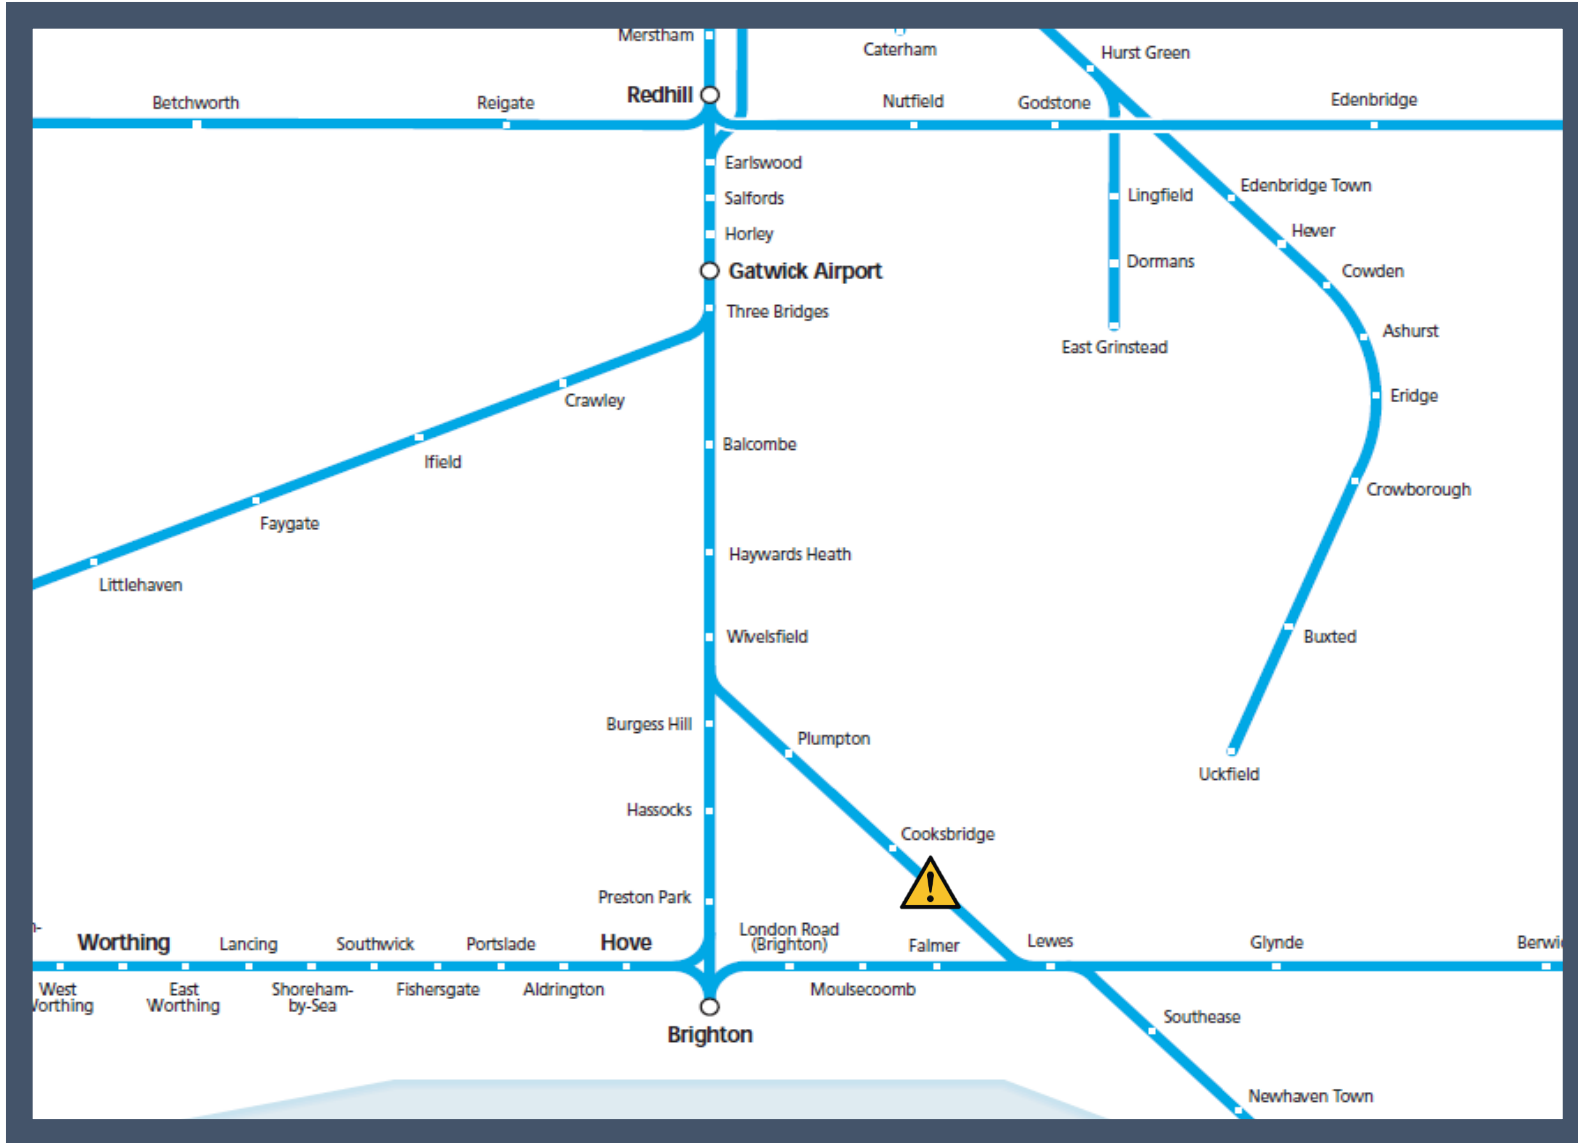 Merstham
Caterham
Hurst Green
Betchworth
Reigate
Redhill
Nutfield
Godstone
Edenbridge
Earlswood
Salfords
Horley
Gatwick Airport
Three Bridges
Lingfield
Dormans
East Grinstead
Edenbridge Town
Hever
Cowden
Ashurst
Eridge
Crowborough
Buxted
Uckfield
Crawley
Ifield
Faygate
Littlehaven
Balcombe
Haywards Heath
Wivelsfield
Burgess Hill
Plumpton
Hassocks
Cooksbridge
!
Preston Park
Worthing
Lancing
Southwick
Portslade
Hove
London Road
(Brighton)
Falmer
Lewes
Glynde
Berwi
West
Worthing
East
Worthing
Shoreham-
by-Sea
Fishersgate
Aldrington
Moulsecoomb
Brighton
Southease
Newhaven Town